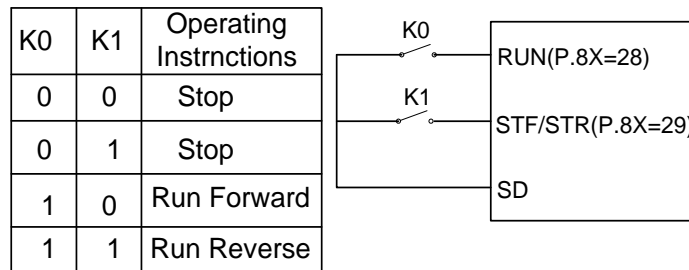 K0 K1 Operating Instrnctions
0 0 Stop
0 1 Stop
1 0 Run Forward
1 1 Run Reverse
K0
RUN(P.8X=28)
K1
STF/STR(P.8X=29)
SD